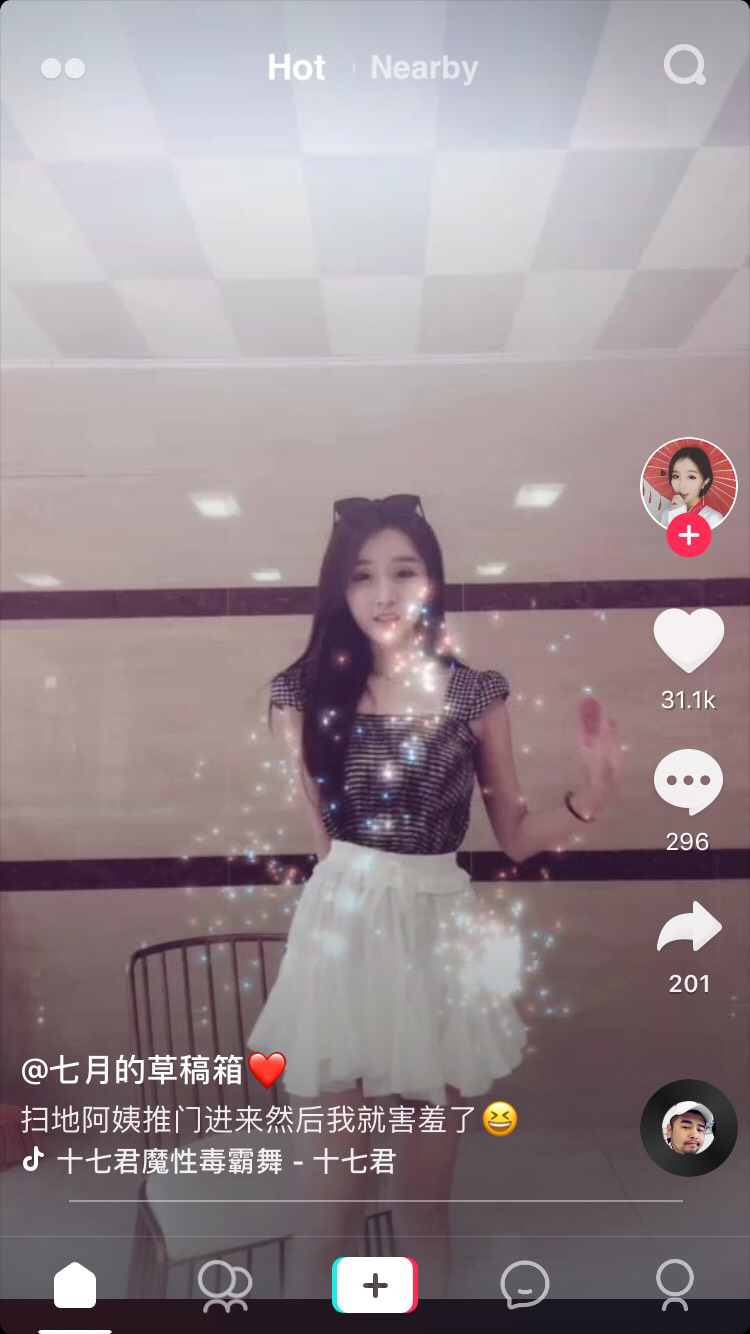 Hot
Nearby
31.1k
296
201
@七月的草稿箱❤️
扫地阿姨推门进来然后我就害羞了😆
十七君魔性毒霸舞 - 十七君